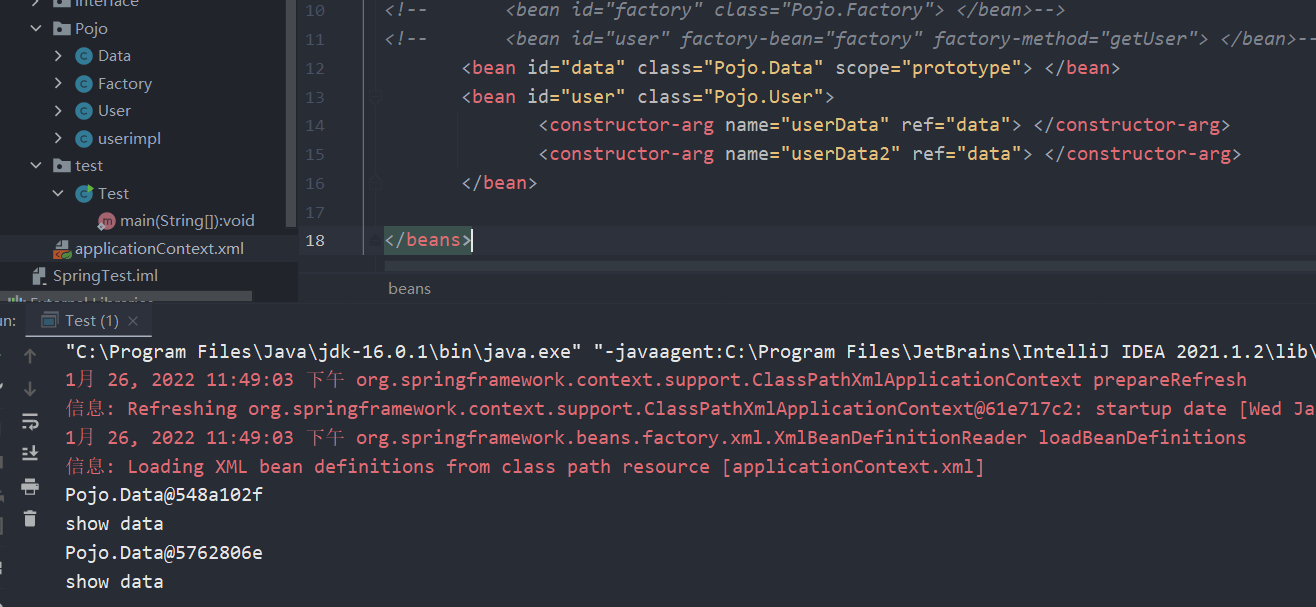 Interface
Pojo
Data
Factory
User
userimpl
test
Test
main(String[]):void
applicationContext.xml
SpringTest.iml
External Libraries
10 <!-- <bean id="factory" class="Pojo.Factory"> </bean>-->
11 <!-- <bean id="user" factory-bean="factory" factory-method="getUser"> </bean>--
12 <bean id="data" class="Pojo.Data" scope="prototype"> </bean>
13 <bean id="user" class="Pojo.User">
14 <constructor-arg name="userData" ref="data"> </constructor-arg>
15 <constructor-arg name="userData2" ref="data"> </constructor-arg>
16 </bean>
17
18 </beans>
beans
un: Test (1)
"C:\Program Files\Java\jdk-16.0.1\bin\java.exe" "-javaagent:C:\Program Files\JetBrains\IntelliJ IDEA 2021.1.2\lib\
1月 26, 2022 11:49:03 下午 org.springframework.context.support.ClassPathXmlApplicationContext prepareRefresh
信息: Refreshing org.springframework.context.support.ClassPathXmlApplicationContext@61e717c2: startup date [Wed Ja
1月 26, 2022 11:49:03 下午 org.springframework.beans.factory.xml.XmlBeanDefinitionReader loadBeanDefinitions
信息: Loading XML bean definitions from class path resource [applicationContext.xml]
Pojo.Data@548a102f
show data
Pojo.Data@5762806e
show data